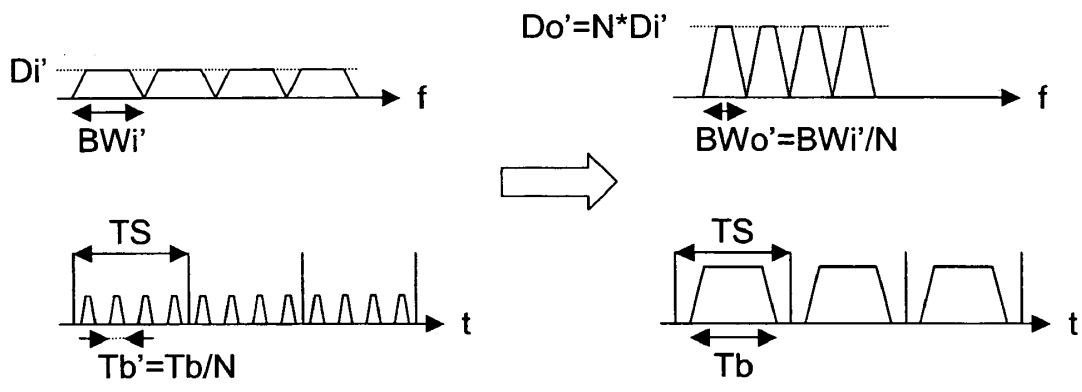 Di'
f
BWi'
Do'=N*Di'
f
BWo'=BWi'/N
TS
t
Tb'=Tb/N
TS
t
Tb